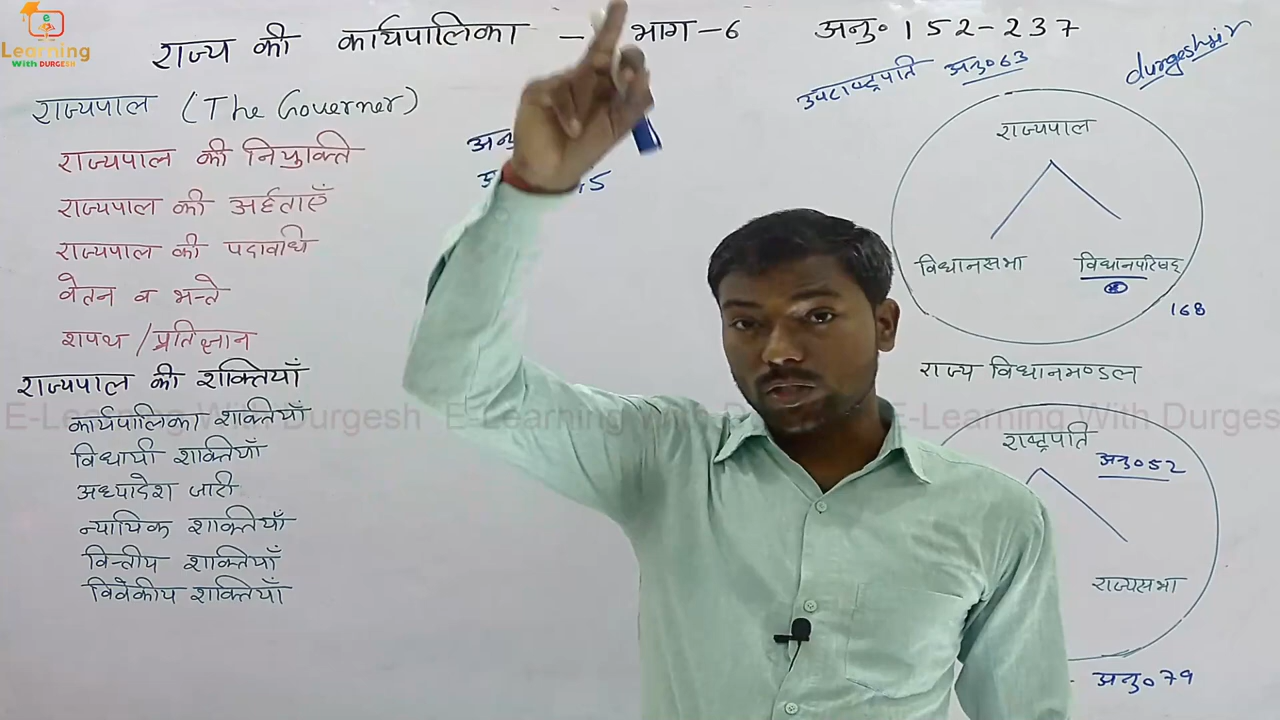 e
Learning
With DURGESH
राज्य की कार्यपालिका - भाग-6 अनु० 152-237
durgeshsir
उपराष्ट्रपति अनु०63
राज्यपाल (The Governer)
राज्यपाल की नियुक्ति
राज्यपाल की अर्हताएँ
राज्यपाल की पदावधि
वेतन व भत्ते
शपथ/प्रतिज्ञान
राज्यपाल की शक्तियाँ
कार्यपालिका शक्तियाँ
विधायी शक्तियाँ
अध्यादेश जारी
न्यायिक शक्तियाँ
वित्तीय शक्तियाँ
विवेकीय शक्तियाँ
राज्यपाल
विधानसभा विधानपरिषद्
168
राज्य विधानमण्डल
राष्ट्रपति
अनु०52
राज्यसभा
अनु०79
E-Learning With Durgesh E-Learning With Durgesh E-Learning With Durges